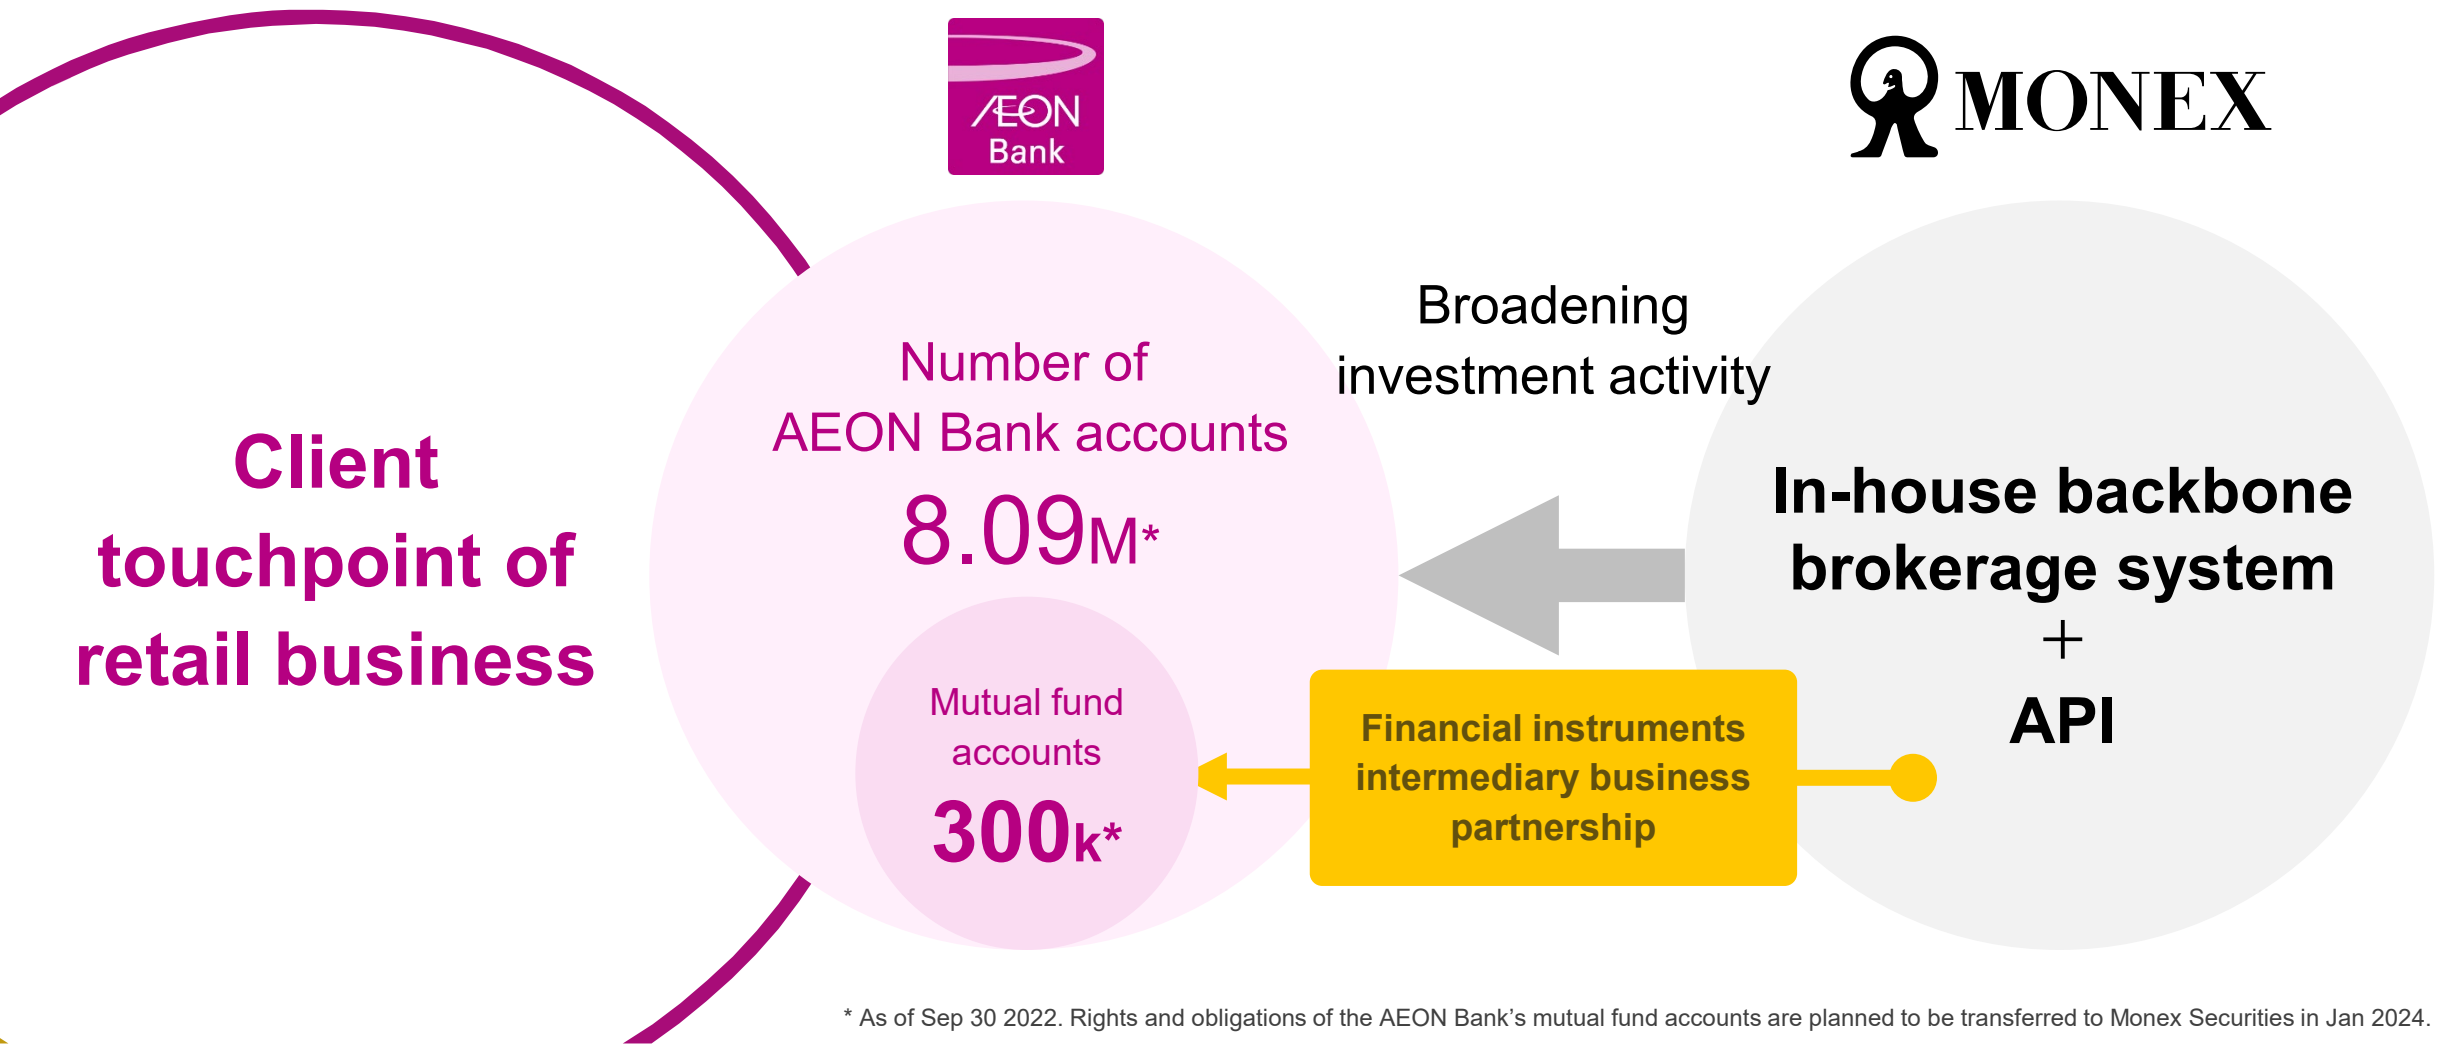 ÆON
Bank
MONEX
Client
touchpoint of
retail business
Number of
AEON Bank accounts
8.09M*
Mutual fund
accounts
300k*
Broadening
investment activity
Financial instruments
intermediary business
partnership
In-house backbone
brokerage system
+
API
* As of Sep 30 2022. Rights and obligations of the AEON Bank’s mutual fund accounts are planned to be transferred to Monex Securities in Jan 2024.